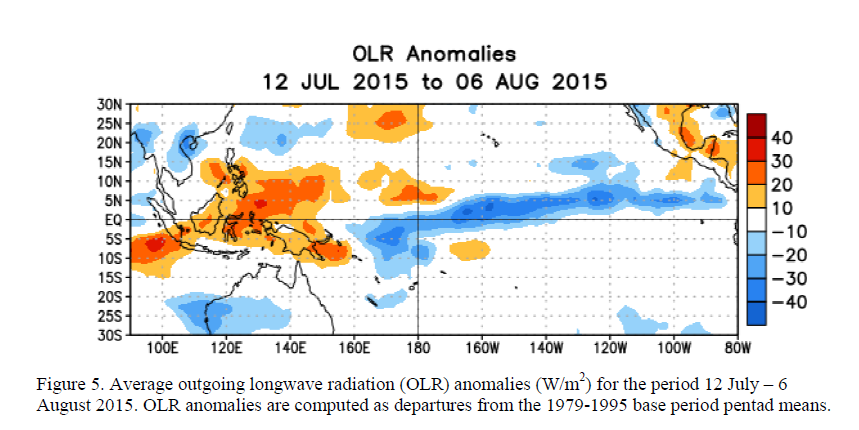 OLR Anomalies
12 JUL 2015 to 06 AUG 2015
30N
25N
20N
15N
10N
5N
EQ
5S
10S
15S
20S
25S
30S
100E 120E 140E 160E 180 160W 140W 120W 100W 80W
40
30
20
10
−10
−20
−30
−40
Figure 5. Average outgoing longwave radiation (OLR) anomalies (W/m²) for the period 12 July – 6
August 2015. OLR anomalies are computed as departures from the 1979-1995 base period pentad means.